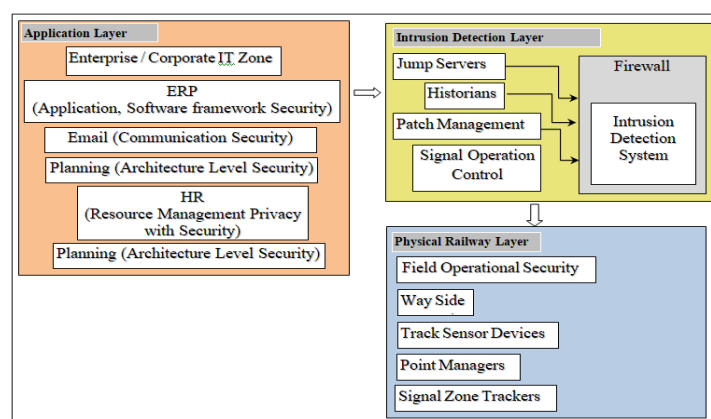 Application Layer
Enterprise / Corporate IT Zone
ERP
(Application, Software framework Security)
Email (Communication Security)
Planning (Architecture Level Security)
HR
(Resource Management Privacy
with Security)
Planning (Architecture Level Security)
Intrusion Detection Layer
Jump Servers
Historians
Patch Management
Signal Operation
Control
Firewall
Intrusion
Detection
System
Physical Railway Layer
Field Operational Security
Way Side
Track Sensor Devices
Point Managers
Signal Zone Trackers